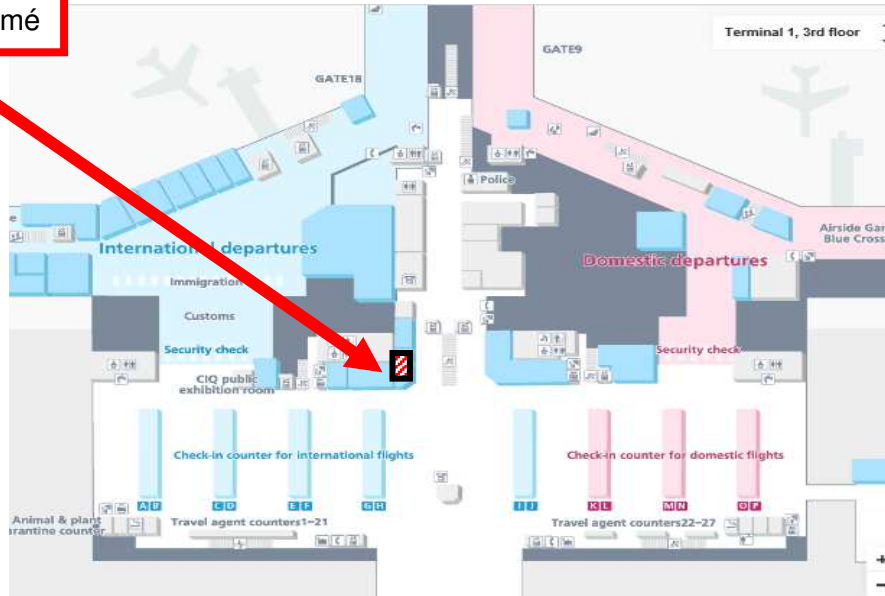 mé
Terminal 1, 3rd floor
GATE9
GATE18
Police
International departures
Domestic departures
Airside Gar
Blue Cross
Immigration
Customs
Security check
Security check
CIQ public
exhibition room
Check-in counter for international flights
Check-in counter for domestic flights
A B
C D
E F
G H
I J
K L
M N
O P
Animal & plant
arantine counter
Travel agent counters1-21
Travel agent counters22-27
+
−